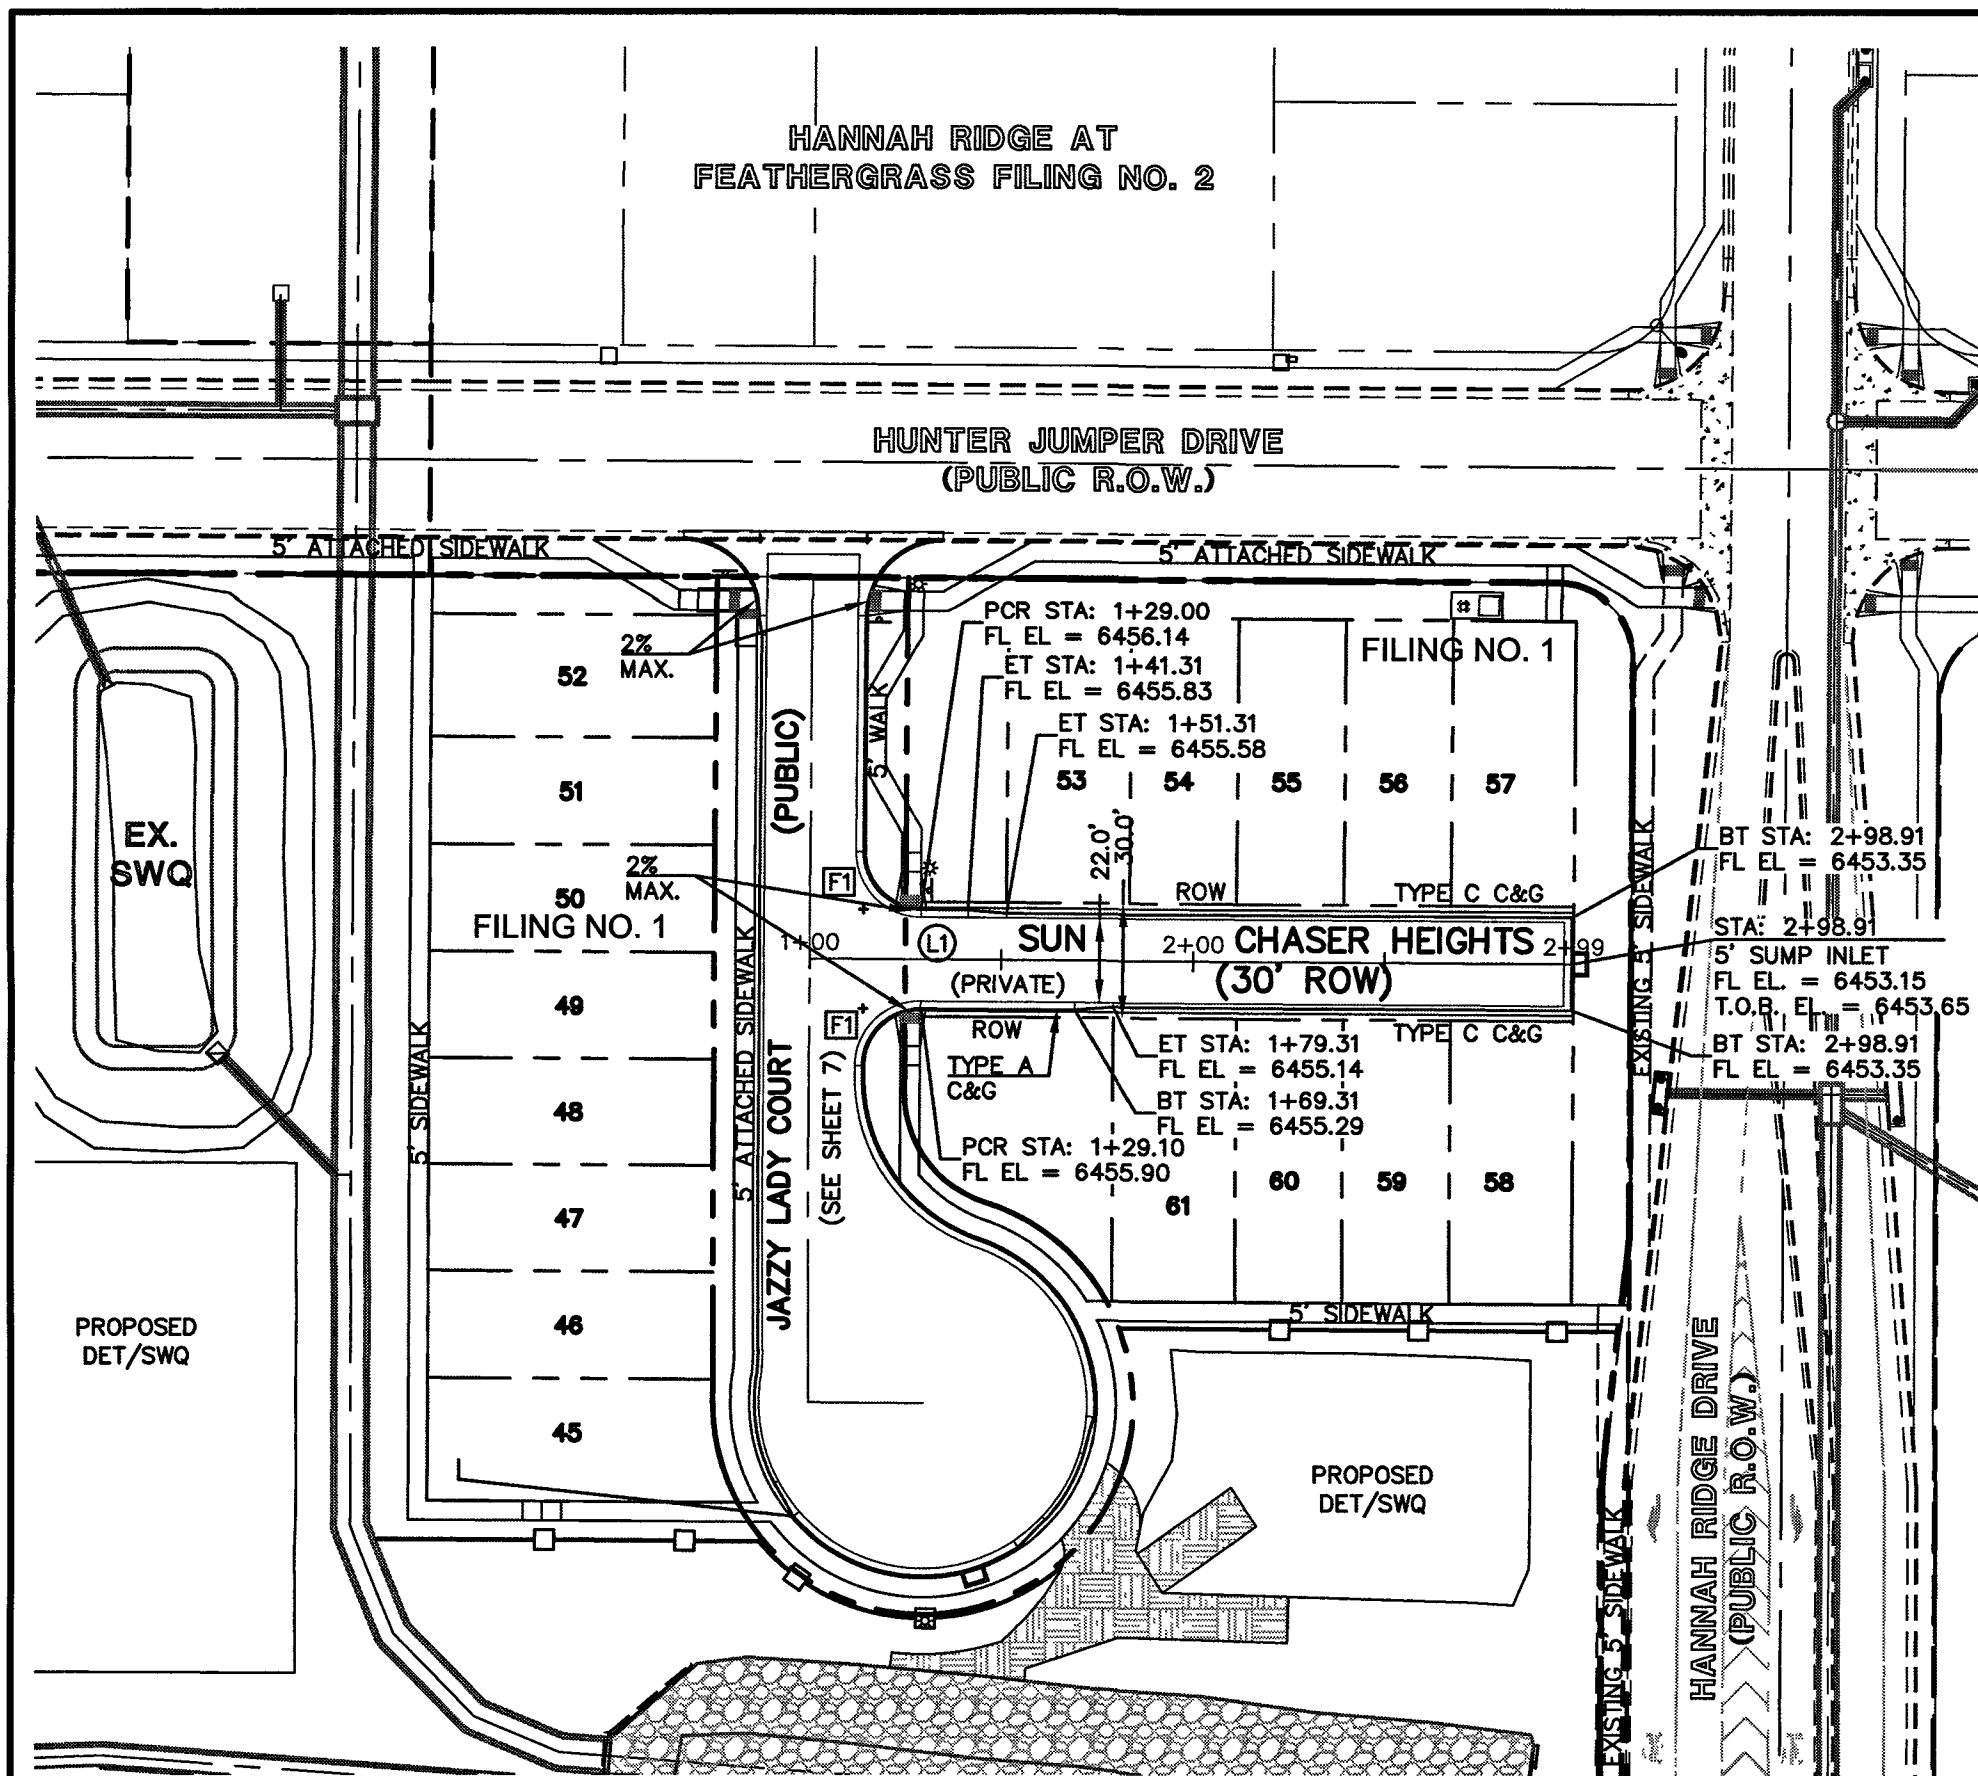 HANNAH RIDGE AT
FEATHERGRASS FILING NO. 2
HUNTER JUMPER DRIVE
(PUBLIC R.O.W.)
5' ATTACHED SIDEWALK
5' ATTACHED SIDEWALK
PCR STA: 1+29.00
FL EL = 6456.14
ET STA: 1+41.31
FL EL = 6455.83
ET STA: 1+51.31
FL EL = 6455.58
FILING NO. 1
2%
MAX.
52
51
50
49
48
47
46
45
(PUBLIC)
5' WALK
53
54
55
56
57
EX.
SWQ
2%
MAX.
F1
22.0'
30.0'
ROW
TYPE C C&G
FILING NO. 1
1+00
L1
SUN
2+00
CHASER HEIGHTS
2+99
(PRIVATE)
(30' ROW)
BT STA: 2+98.91
FL EL = 6453.35
STA: 2+98.91
5' SUMP INLET
FL EL. = 6453.15
T.O.B. EL. = 6453.65
BT STA: 2+98.91
FL EL = 6453.35
F1
ROW
TYPE A
C&G
TYPE C C&G
ET STA: 1+79.31
FL EL = 6455.14
BT STA: 1+69.31
FL EL = 6455.29
PCR STA: 1+29.10
FL EL = 6455.90
61
60
59
58
5' SIDEWALK
5' ATTACHED SIDEWALK
JAZZY LADY COURT
(SEE SHEET 7)
EXISTING 5' SIDEWALK
5' SIDEWALK
PROPOSED
DET/SWQ
PROPOSED
DET/SWQ
EXISTING 5' SIDEWALK
HANNAH RIDGE DRIVE
(PUBLIC R.O.W.)